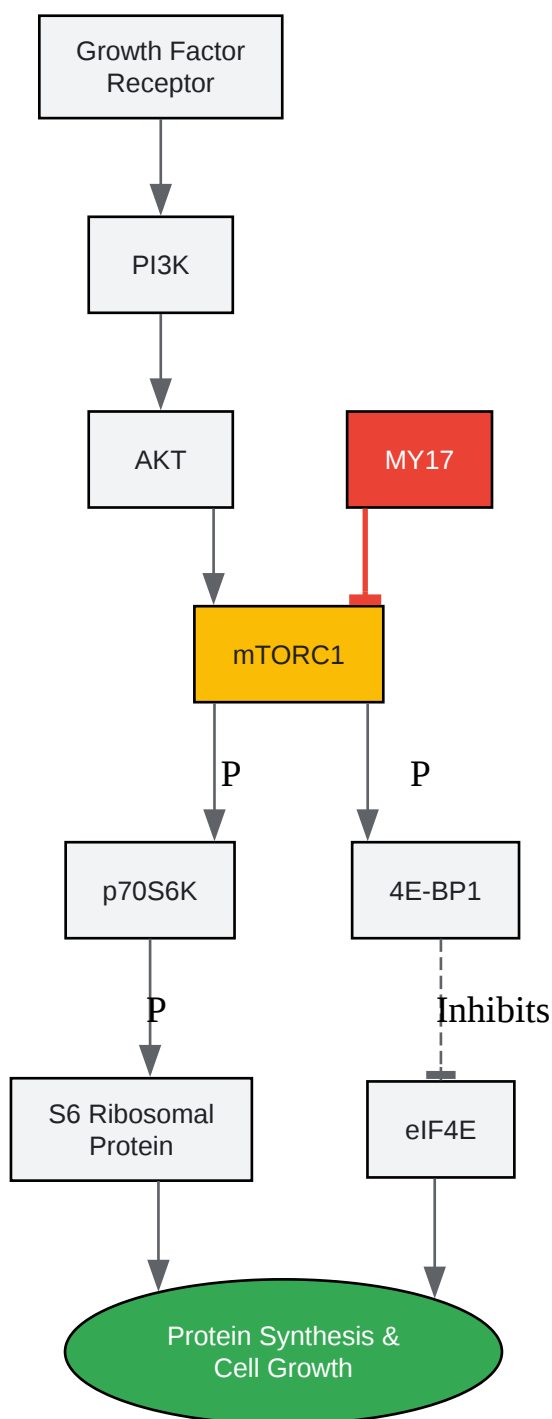 Growth Factor
Receptor
PI3K
AKT
MY17
mTORC1
P
P
p70S6K
4E-BP1
P
Inhibits
S6 Ribosomal
Protein
eIF4E
Protein Synthesis &
Cell Growth